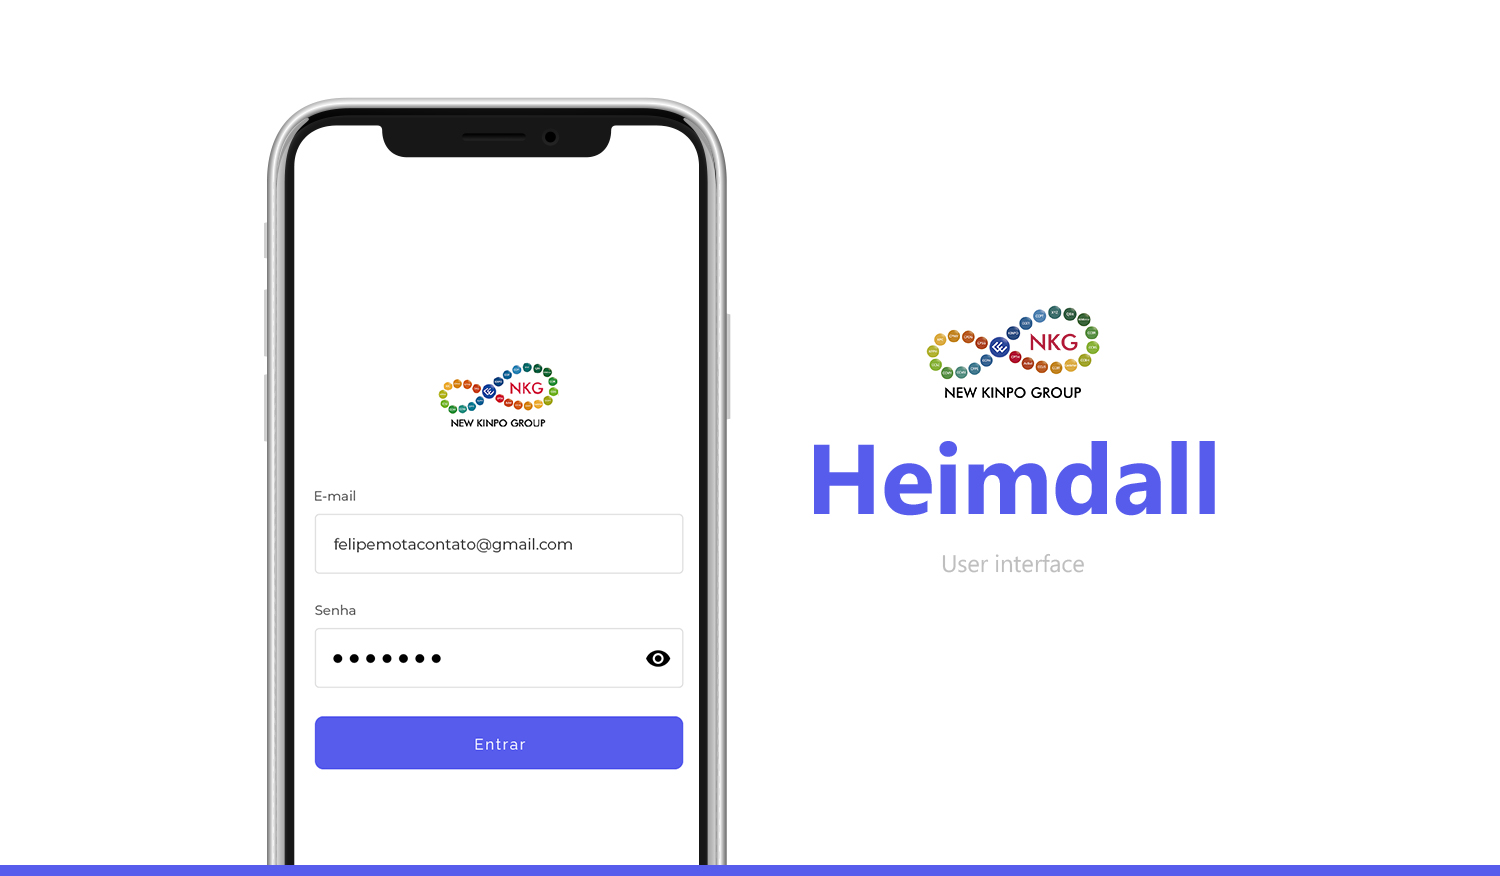 NKG
NEW KINPO GROUP
E-mail
felipemotacontato@gmail.com
Senha
Entrar
NKG
NEW KINPO GROUP
Heimdall
User interface